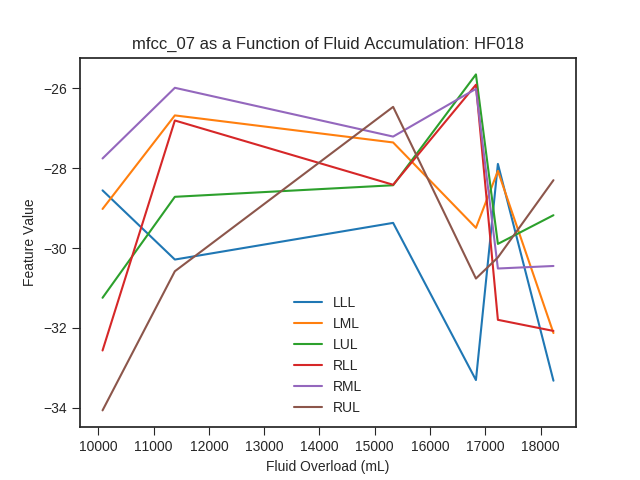 mfcc_07 as a Function of Fluid Accumulation: HF018
Feature Value
−26
−28
−30
−32
−34
LLL
LML
LUL
RLL
RML
RUL
10000 11000 12000 13000 14000 15000 16000 17000 18000
Fluid Overload (mL)